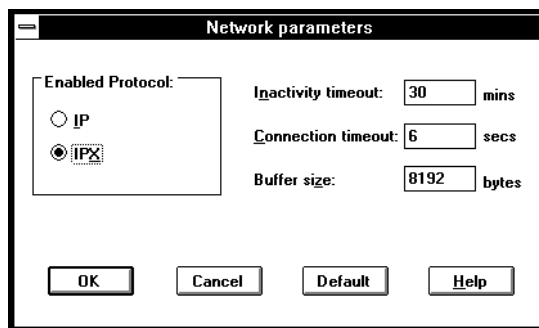 Network parameters
Enabled Protocol:
IP
IPX
Inactivity timeout: 30 mins
Connection timeout: 6 secs
Buffer size: 8192 bytes
OK Cancel Default Help